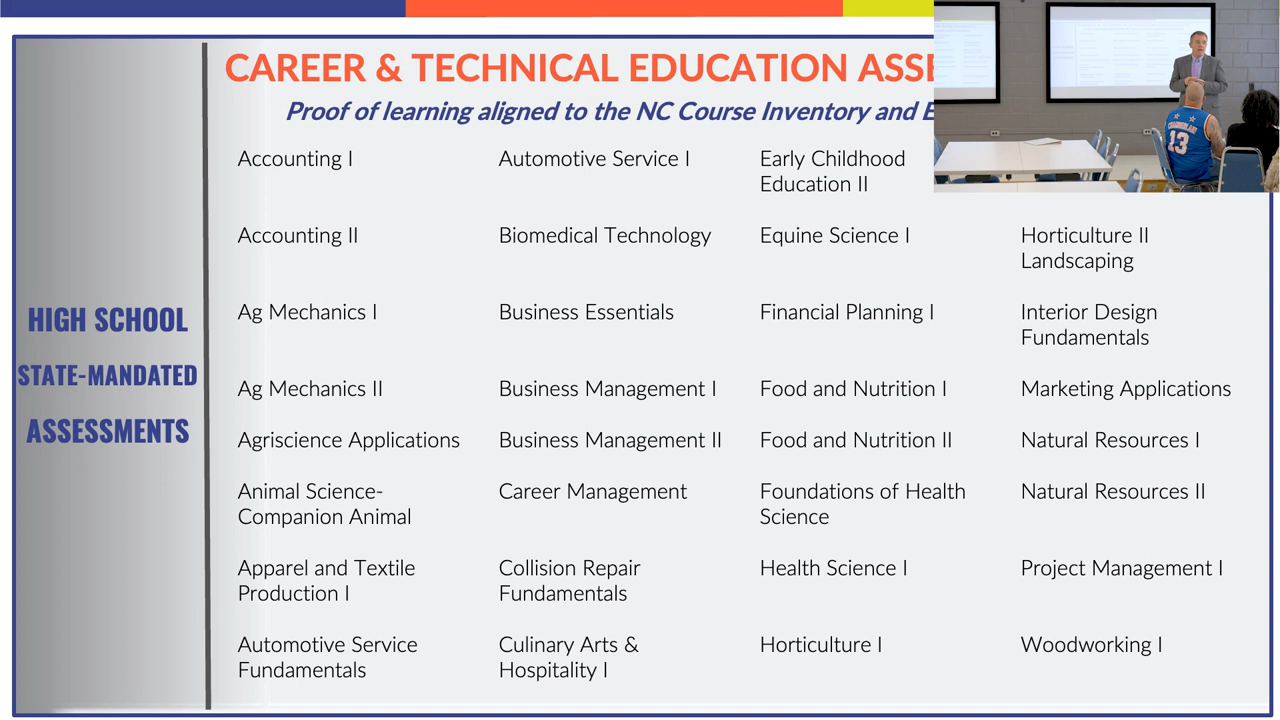 CAREER & TECHNICAL EDUCATION ASSE
Proof of learning aligned to the NC Course Inventory and E
HIGH SCHOOL
STATE-MANDATED
ASSESSMENTS
Accounting I
Accounting II
Ag Mechanics I
Ag Mechanics II
Agriscience Applications
Animal Science-
Companion Animal
Apparel and Textile
Production I
Automotive Service
Fundamentals
Automotive Service I
Biomedical Technology
Business Essentials
Business Management I
Business Management II
Career Management
Collision Repair
Fundamentals
Culinary Arts &
Hospitality I
Early Childhood
Education II
Equine Science I
Financial Planning I
Food and Nutrition I
Food and Nutrition II
Foundations of Health
Science
Health Science I
Horticulture I
Horticulture II
Landscaping
Interior Design
Fundamentals
Marketing Applications
Natural Resources I
Natural Resources II
Project Management I
Woodworking I
13